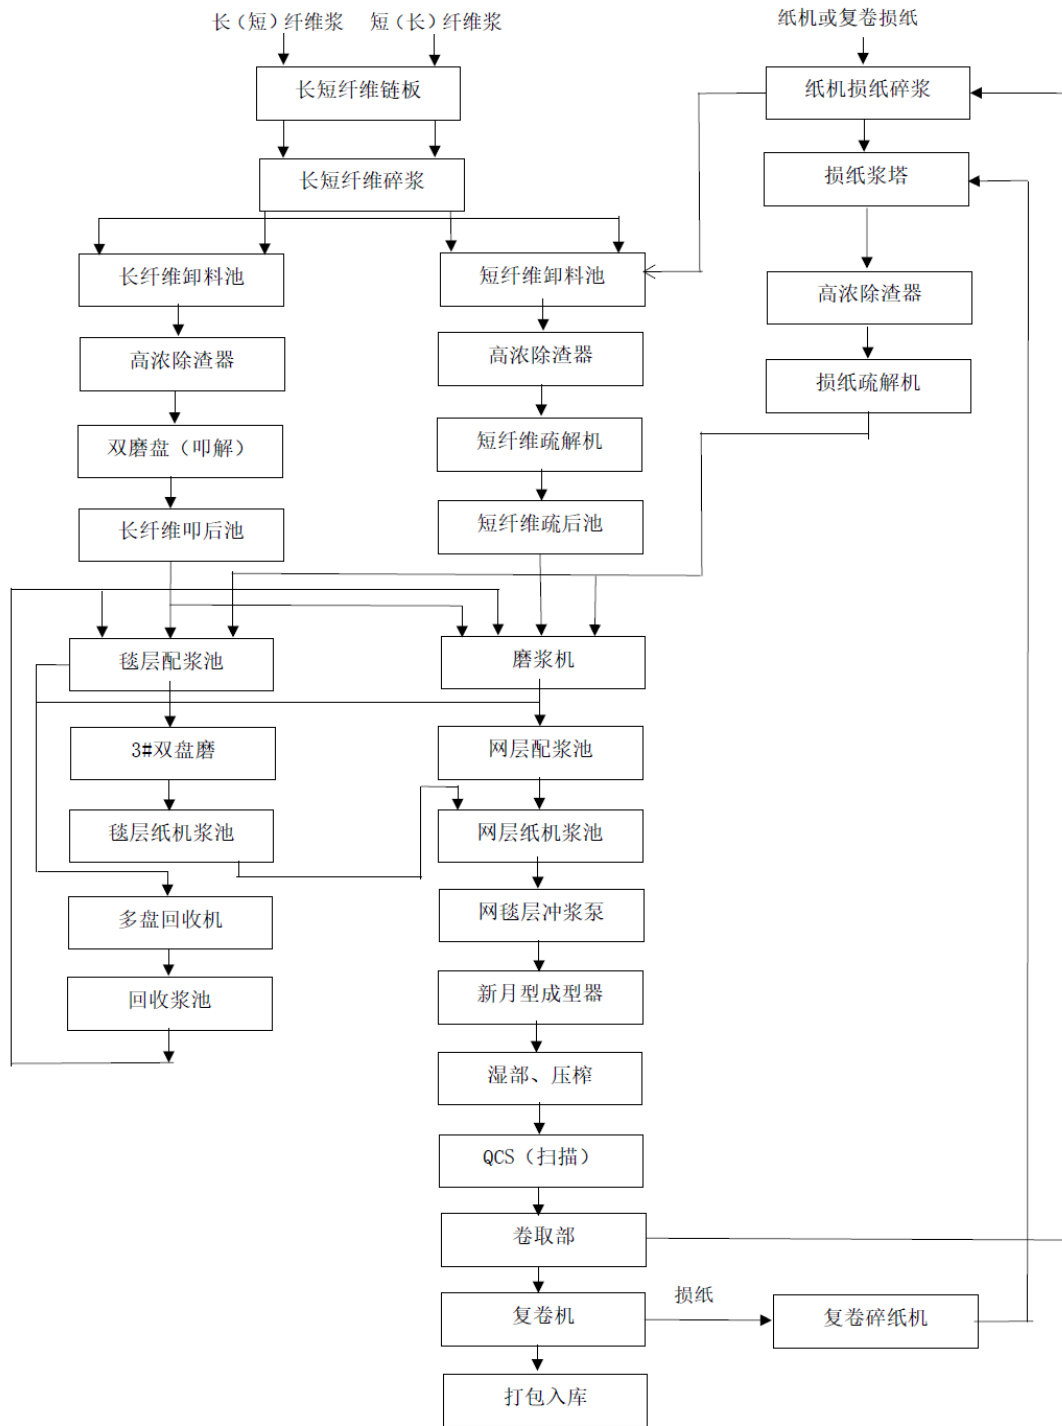 长（短）纤维浆 短（长）纤维浆 纸机或复卷损纸
长短纤维链板 纸机损纸碎浆
长短纤维碎浆 损纸浆塔
长纤维卸料池 短纤维卸料池 高浓除渣器
高浓除渣器 高浓除渣器 损纸疏解机
双磨盘（叩解） 短纤维疏解机
长纤维叩后池 短纤维疏后池
毯层配浆池 磨浆机
3#双盘磨 网层配浆池
毯层纸机浆池 网层纸机浆池
多盘回收机 网毯层冲浆泵
回收浆池 新月型成型器
湿部、压榨
QCS（扫描）
卷取部
损纸
复卷机 复卷碎纸机
打包入库